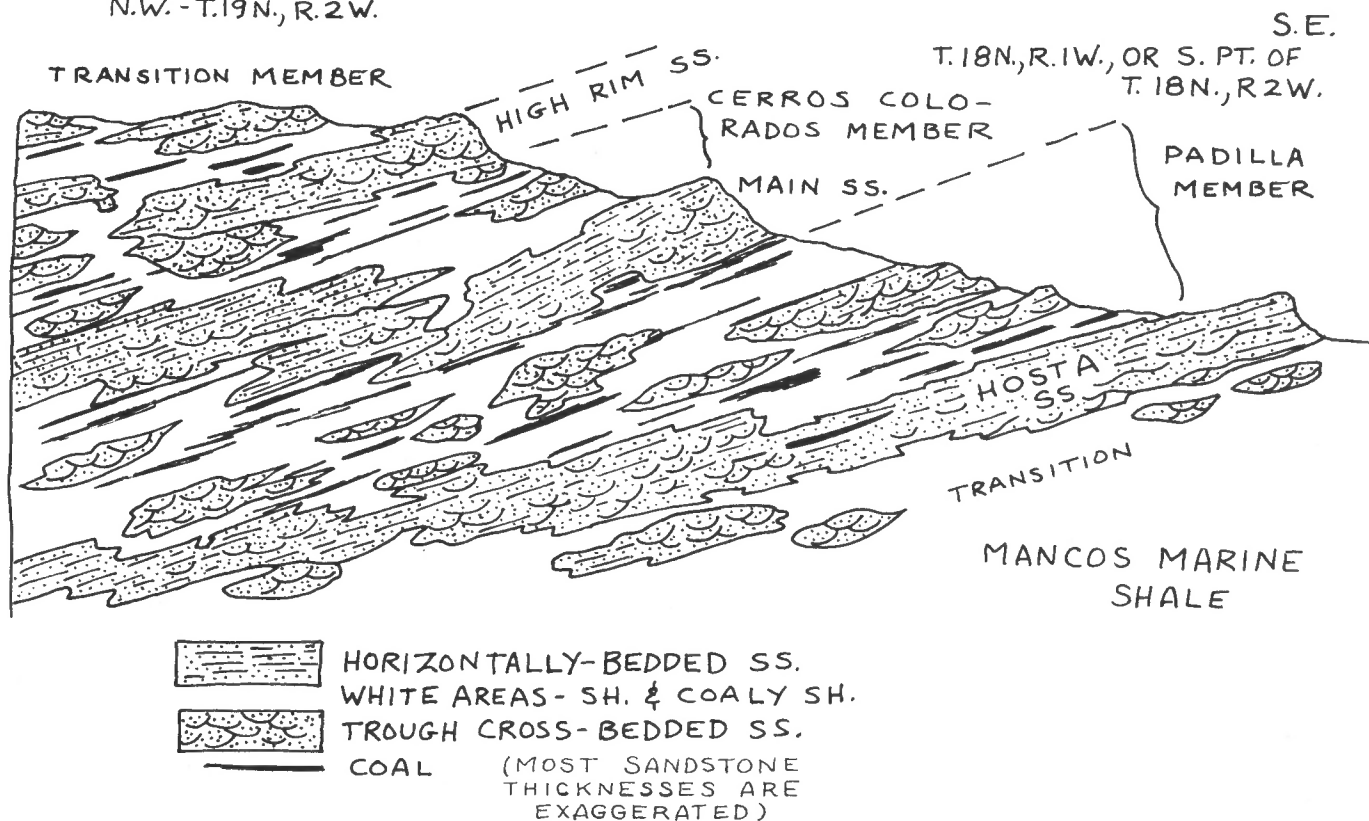 N.W. - T.19N., R.2W.
S.E.
T.18N., R.1W., OR S. PT. OF
T.18N., R2W.
TRANSITION MEMBER
HIGH RIM SS.
CERROS COLO-
RADOS MEMBER
MAIN SS.
PADILLA
MEMBER
HOSTA
SS.
TRANSITION
MANCOS MARINE
SHALE
HORIZONTALLY-BEDDED SS.
WHITE AREAS - SH. & COALY SH.
TROUGH CROSS-BEDDED SS.
COAL
(MOST SANDSTONE
THICKNESSES ARE
EXAGGERATED)